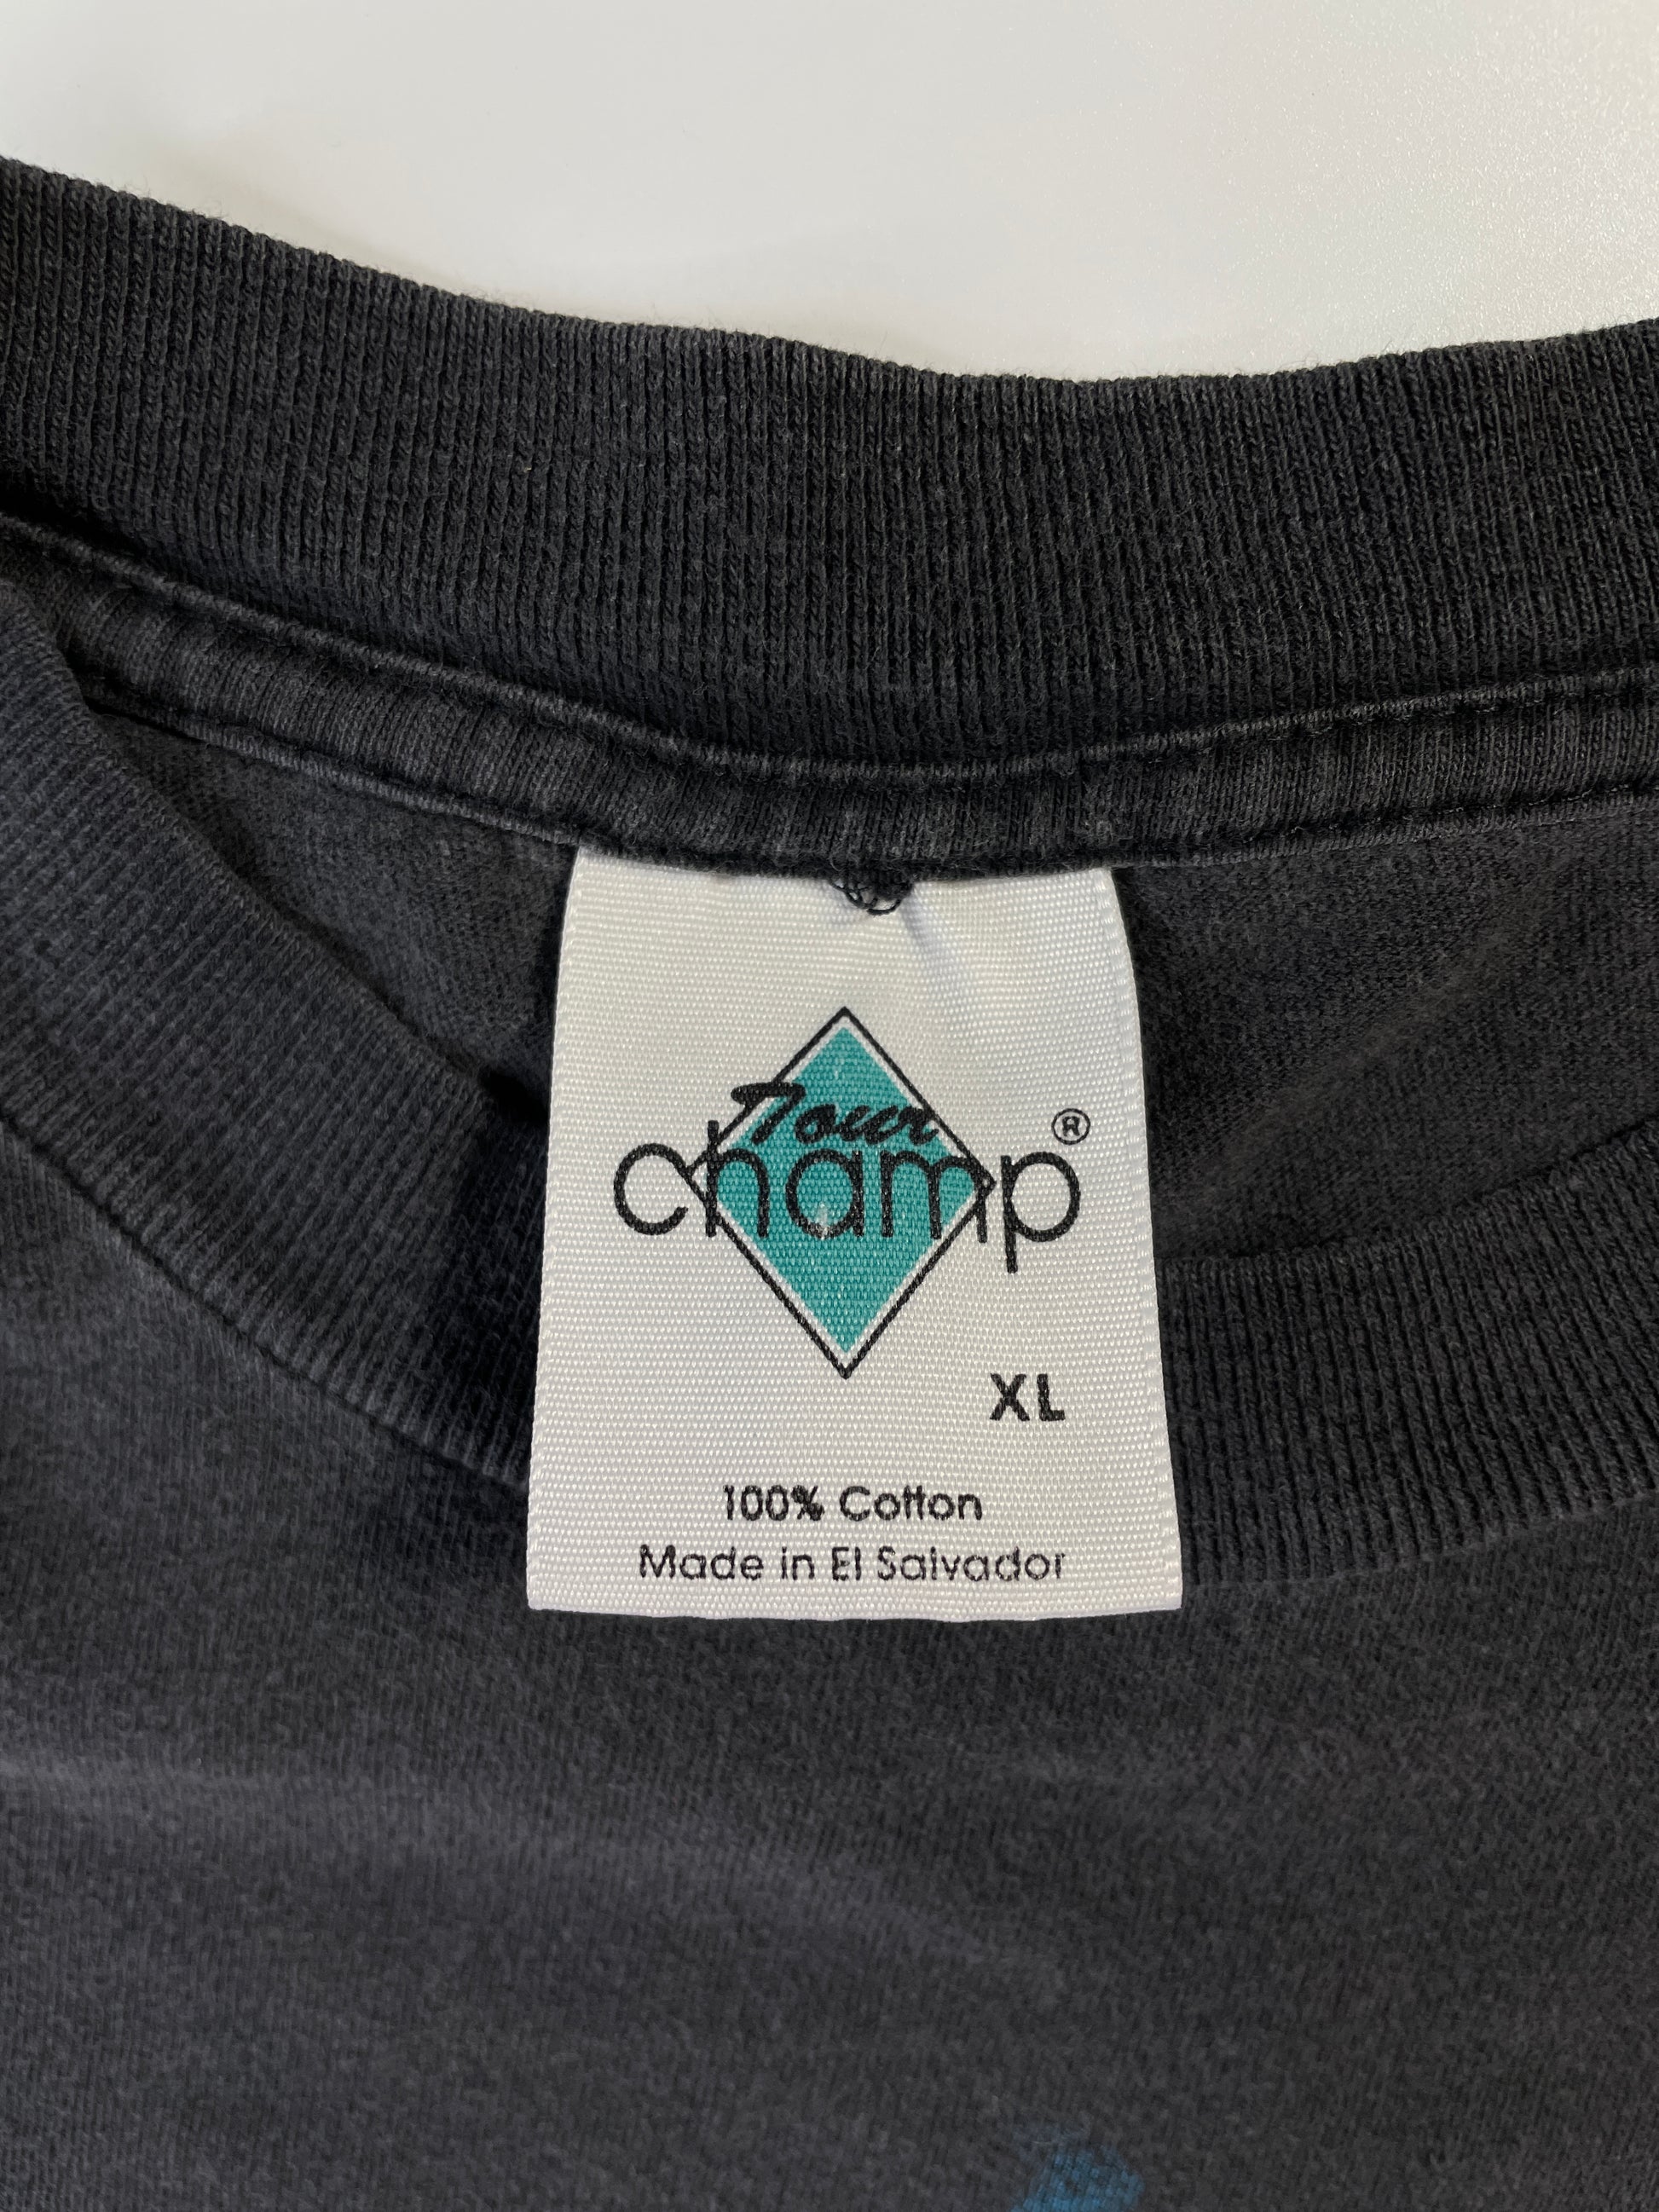 Tour
champ®
XL
100% Cotton
Made in El Salvador